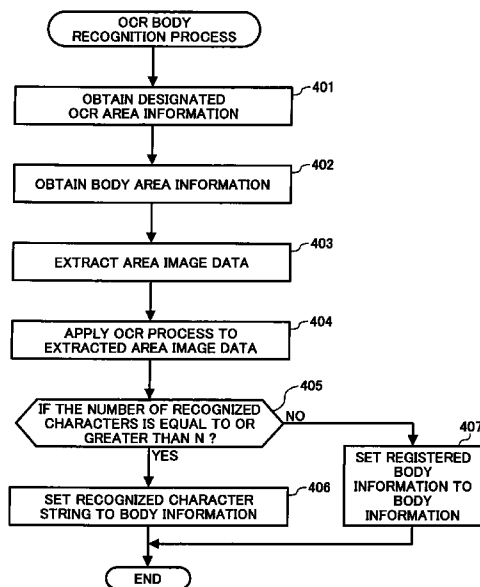 OCR BODY
RECOGNITION PROCESS
401
OBTAIN DESIGNATED
OCR AREA INFORMATION
402
OBTAIN BODY AREA INFORMATION
403
EXTRACT AREA IMAGE DATA
404
APPLY OCR PROCESS TO
EXTRACTED AREA IMAGE DATA
405
IF THE NUMBER OF RECOGNIZED
CHARACTERS IS EQUAL TO OR
GREATER THAN N ?
NO
YES
407
SET REGISTERED
BODY
INFORMATION TO
BODY
INFORMATION
406
SET RECOGNIZED CHARACTER
STRING TO BODY INFORMATION
END